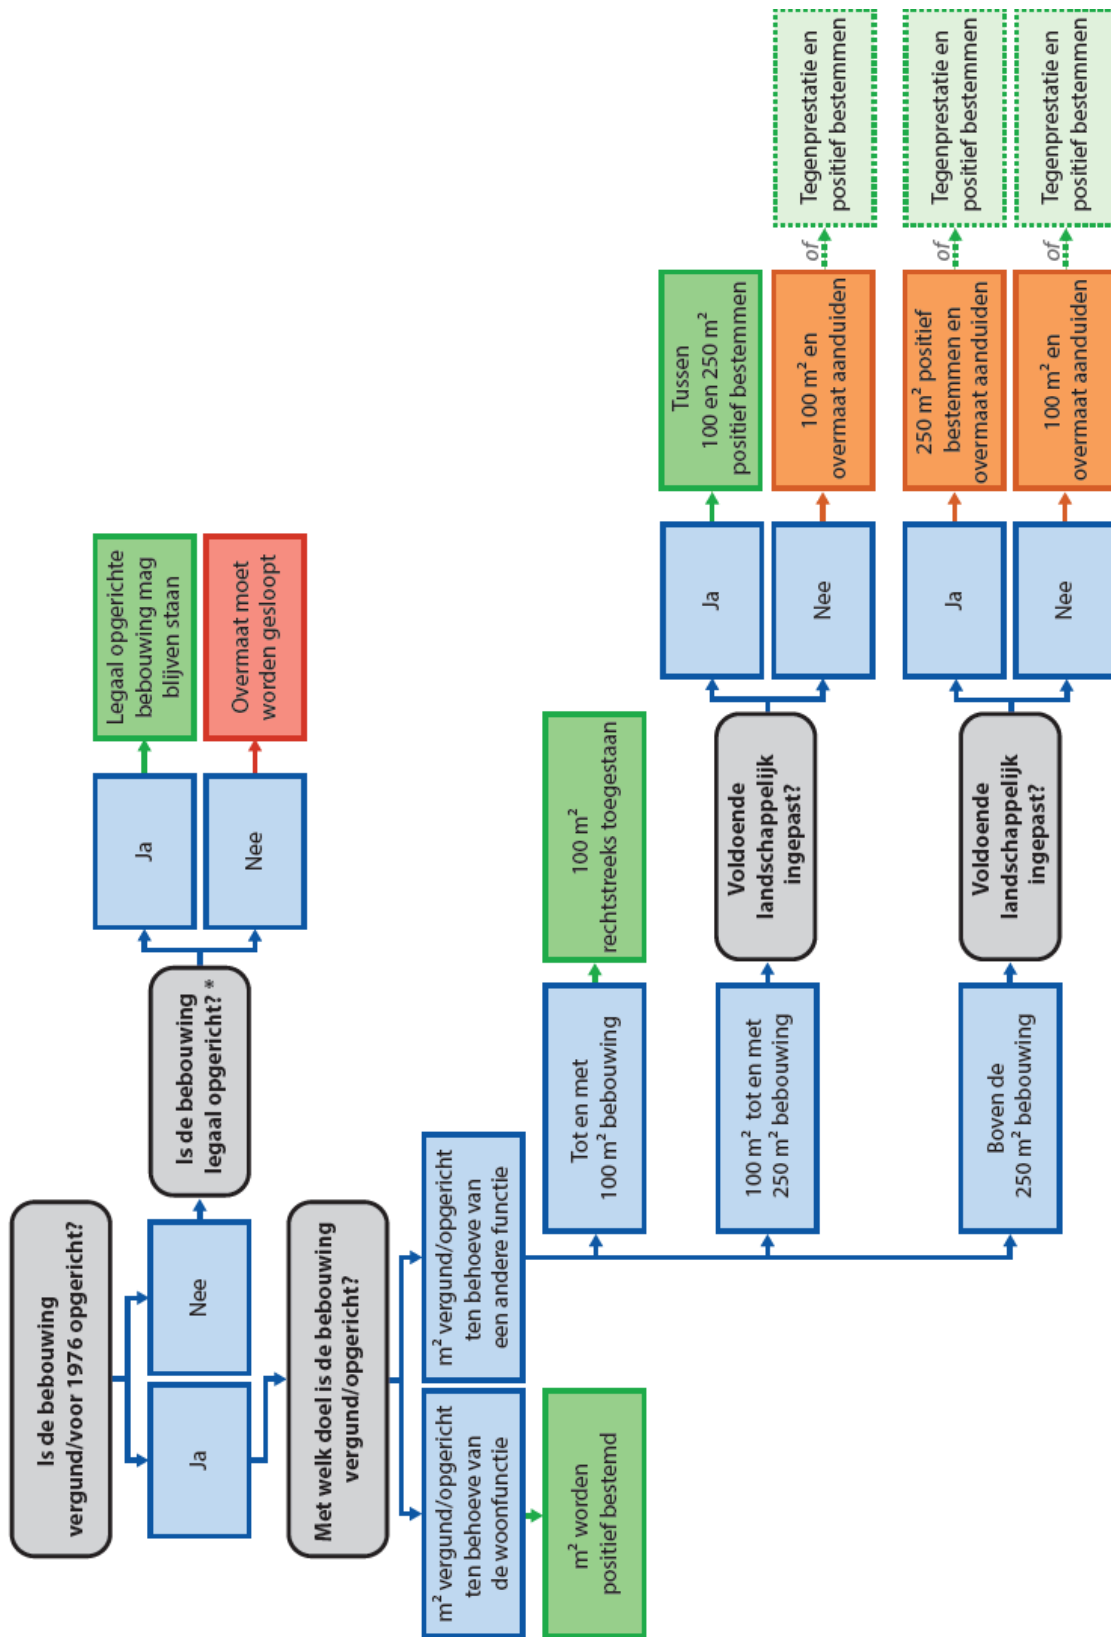 Is de bebouwing
vergund/voor 1976 opgericht?
Ja
Nee
Is de bebouwing
legaal opgericht? *
Ja
Legaal opgerichte
bebouwing mag
blijven staan
Nee
Overmaat moet
worden gesloopt
Met welk doel is de bebouwing
vergund/opgericht?
m² vergund/opgericht
ten behoeve van
de woonfunctie
m² worden
positief bestemd
m² vergund/opgericht
ten behoeve van
een andere functie
Tot en met
100 m² bebouwing
100 m²
rechtstreeks toegestaan
100 m² tot en met
250 m² bebouwing
Voldoende
landschappelijk
ingepast?
Ja
Tussen
100 en 250 m²
positief bestemmen
Nee
100 m² en
overmaat aanduiden
of
Tegenprestatie en
positief bestemmen
Boven de
250 m² bebouwing
Voldoende
landschappelijk
ingepast?
Ja
250 m² positief
bestemmen en
overmaat aanduiden
of
Tegenprestatie en
positief bestemmen
Nee
100 m² en
overmaat aanduiden
of
Tegenprestatie en
positief bestemmen